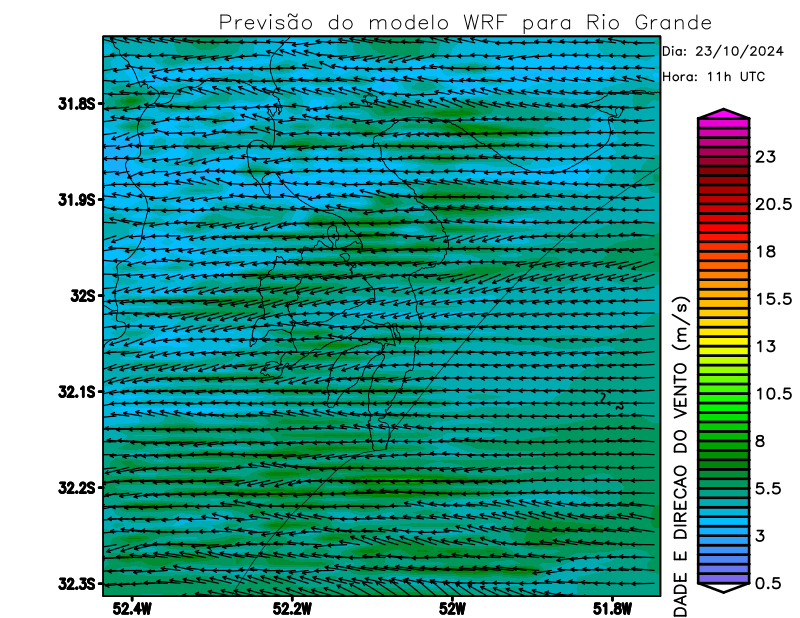 Previsão do modelo WRF para Rio Grande
Dia: 23/10/2024
Hora: 11h UTC
31.8S
31.9S
32S
32.1S
32.2S
32.3S
52.4W
52.2W
52W
51.8W
DADE E DIRECAO DO VENTO (m/s)
23
20.5
18
15.5
13
10.5
8
5.5
3
0.5